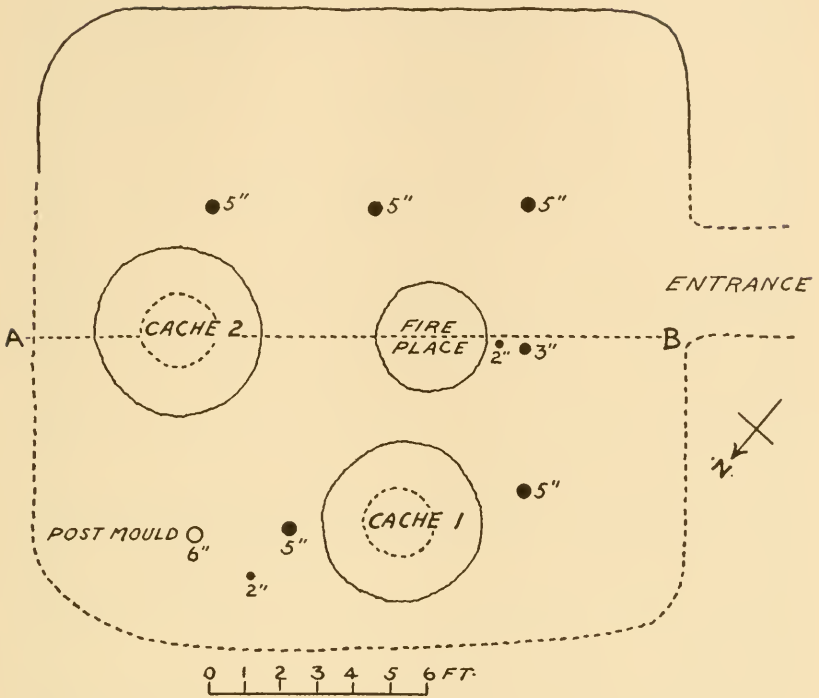 5" 5" 5"
ENTRANCE
A CACHE 2 FIRE B
PLACE
2" 3"
N.
5"
CACHE 1
POST MOULD
6" 5"
2"
0 1 2 3 4 5 6 FT.